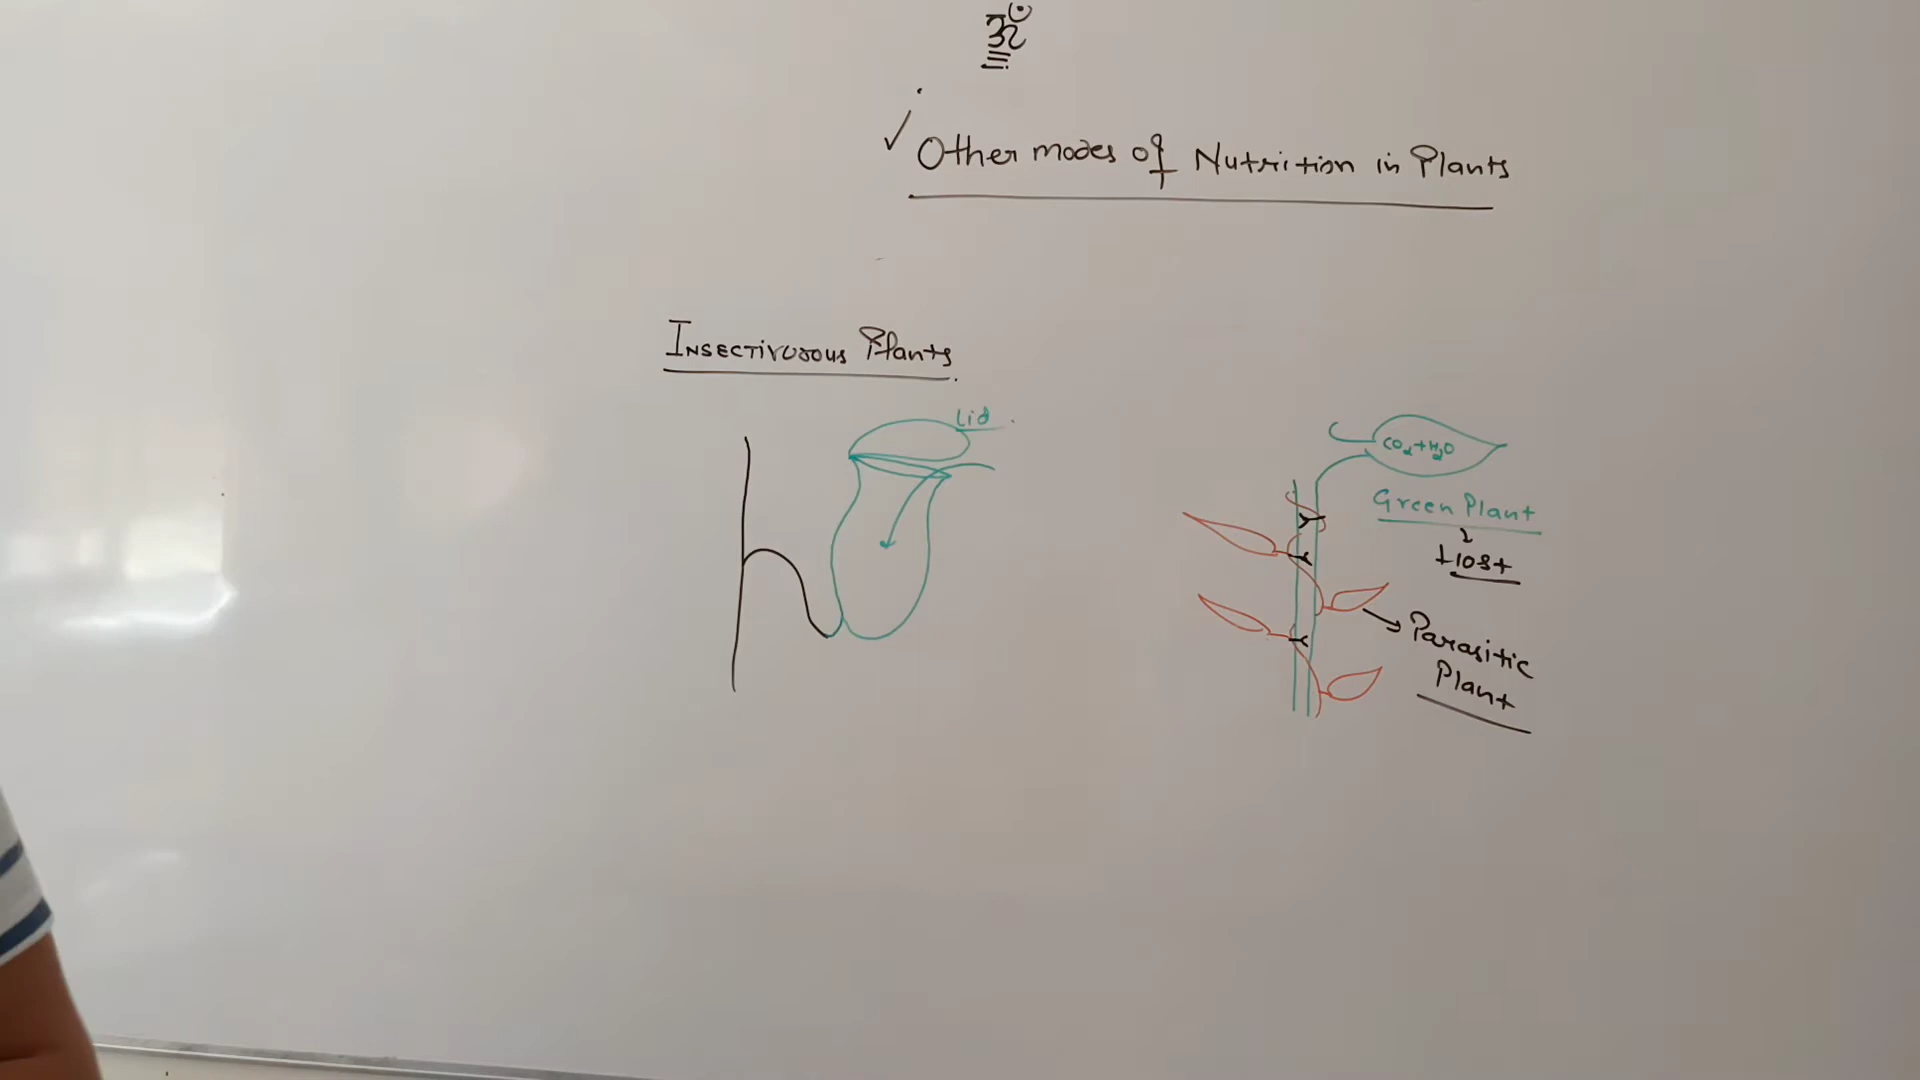 ॐ
✓ Other modes of Nutrition in Plants
Insectivorous Plants
Lid
CO2+H2O
Green Plant
Host
Parasitic
Plant